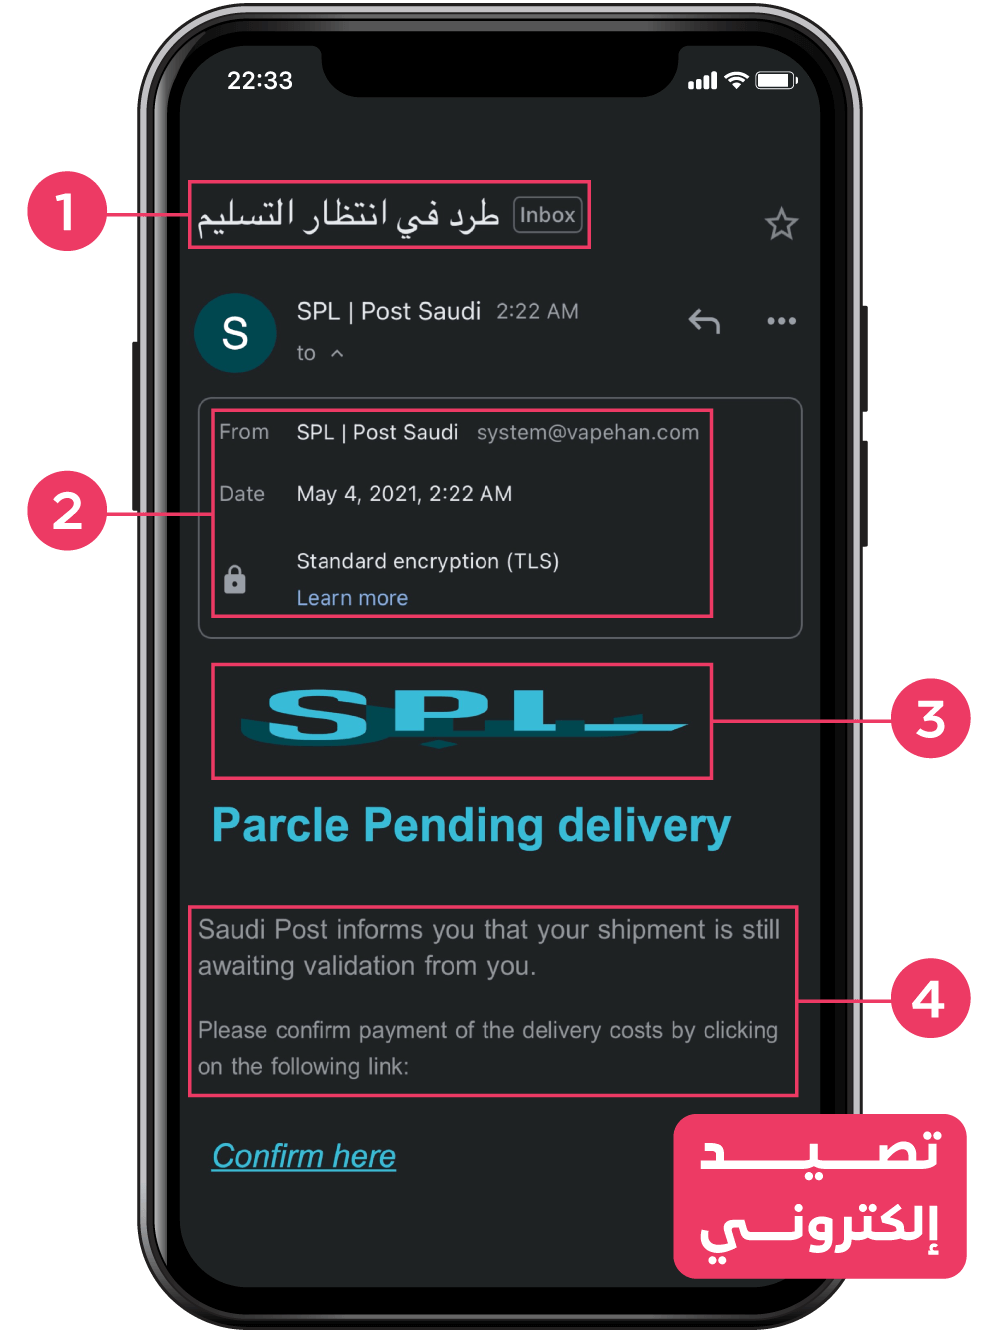 22:33
1
طرد في انتظار التسليم Inbox
S
SPL | Post Saudi 2:22 AM
to
From SPL | Post Saudi system@vapehan.com
2
Date May 4, 2021, 2:22 AM
Standard encryption (TLS)
Learn more
SPL
3
Parcle Pending delivery
Saudi Post informs you that your shipment is still
awaiting validation from you.
4
Please confirm payment of the delivery costs by clicking
on the following link:
Confirm here
تصيد
إلكتروني